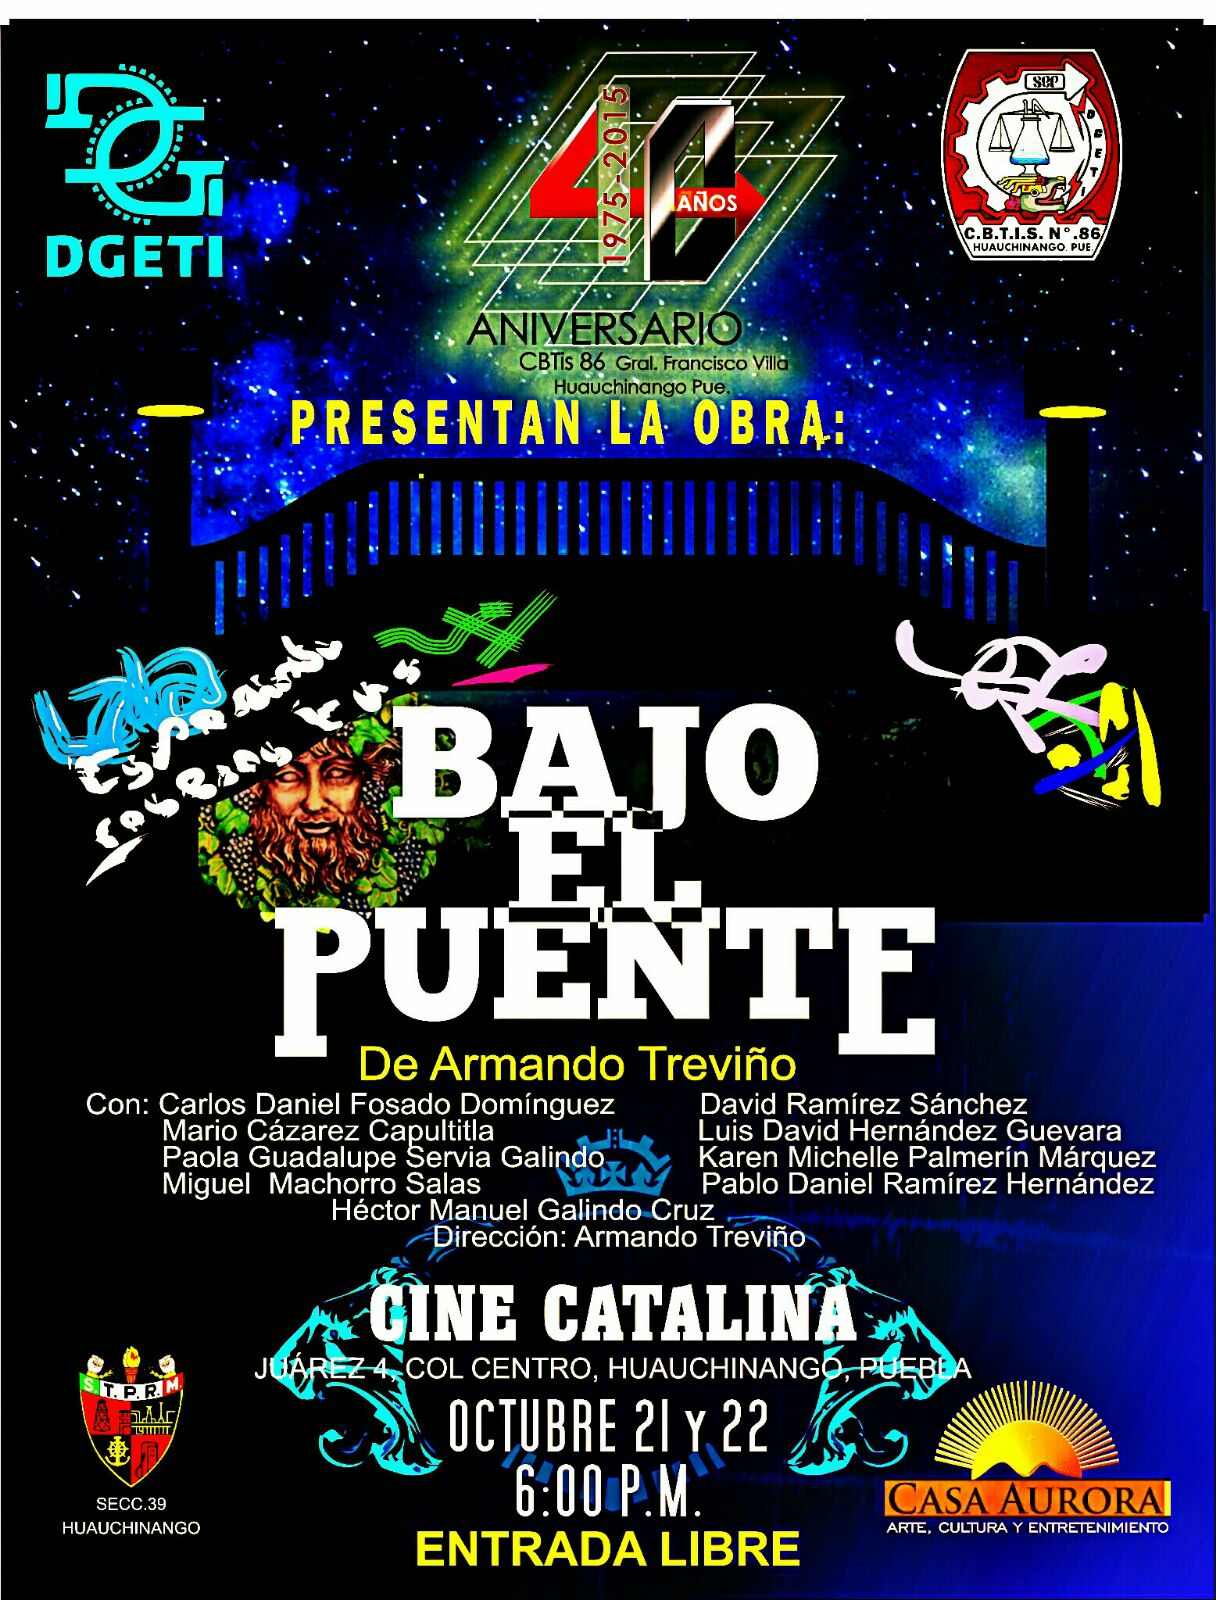 DGETI
1975-2015
40
AÑOS
ANIVERSARIO
CBTis 86 Gral. Francisco Villa
Huauchinango Pue.
sep
DGETI
C.B.T.I.S. N°.86
HUAUCHINANGO. PUE.
PRESENTAN LA OBRA:
BAJO
EL
PUENTE
De Armando Treviño
Con: Carlos Daniel Fosado Domínguez David Ramírez Sánchez
Mario Cázarez Capultitla Luis David Hernández Guevara
Paola Guadalupe Servia Galindo Karen Michelle Palmerín Márquez
Miguel Machorro Salas Pablo Daniel Ramírez Hernández
Héctor Manuel Galindo Cruz
Dirección: Armando Treviño
CINE CATALINA
JUÁREZ 4, COL CENTRO, HUAUCHINANGO, PUEBLA
OCTUBRE 21 Y 22
6:00 P.M.
ENTRADA LIBRE
S.T.P.R.M.
SECC.39
HUAUCHINANGO
CASA AURORA
ARTE, CULTURA Y ENTRETENIMIENTO